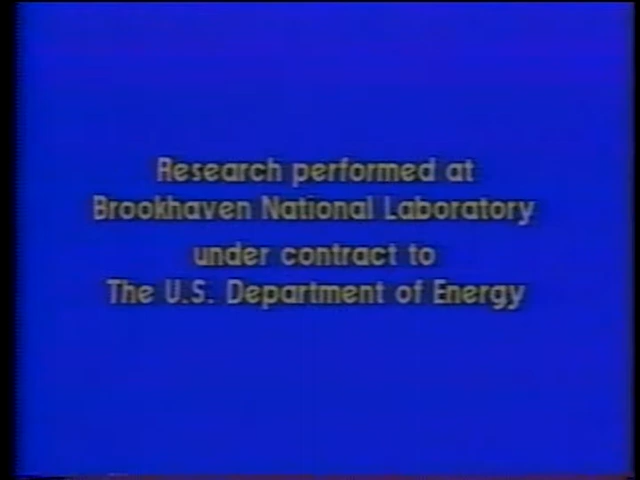 Research performed at
Brookhaven National Laboratory
under contract to
The U.S. Department of Energy